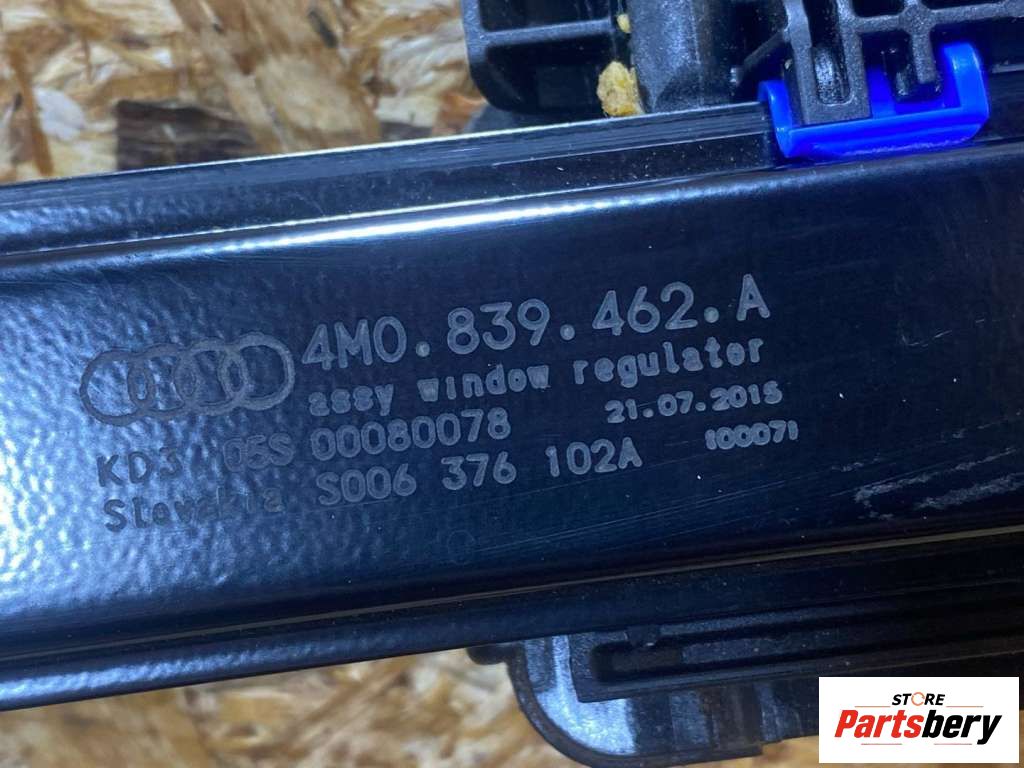 4M0.839.462.A
assy window regulator
KD3 05S 00080078 21.07.2015
Slovakia S006 376 102A 100071
STORE
Partsbery